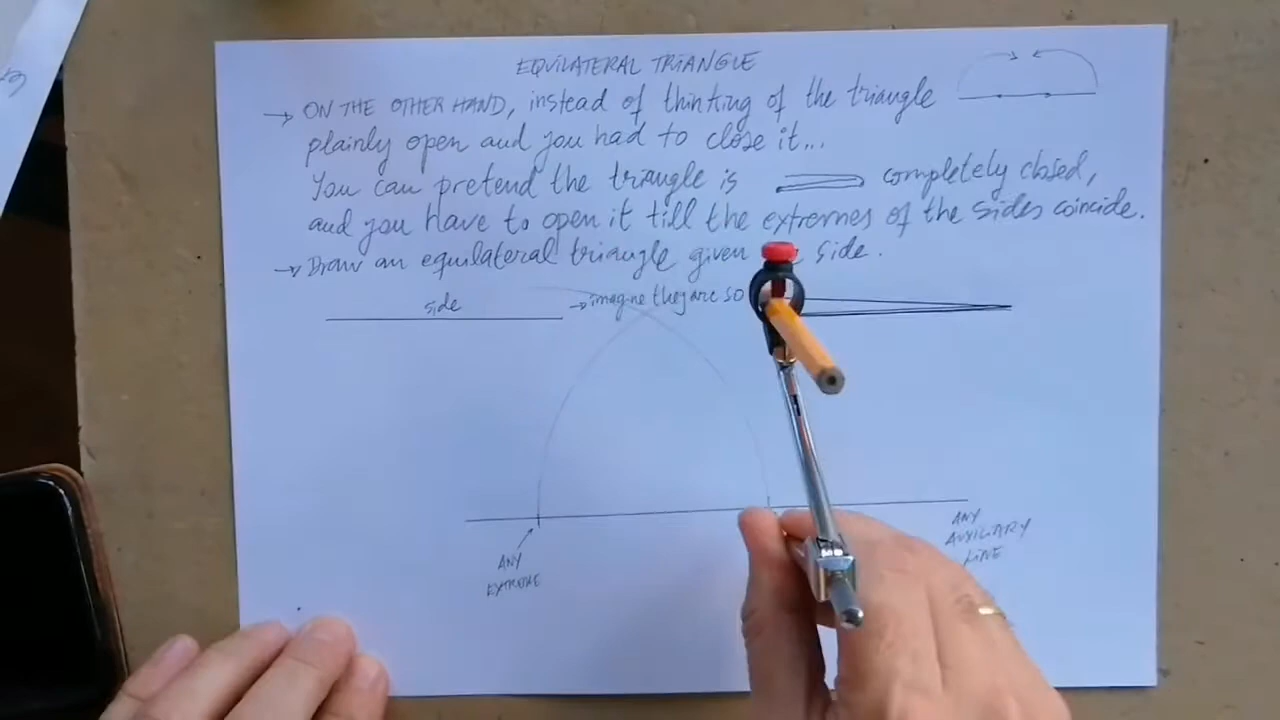 EQUILATERAL TRIANGLE
→ ON THE OTHER HAND, instead of thinking of the triangle
plainly open and you had to close it...
You can pretend the triangle is completely closed,
and you have to open it till the extremes of the sides coincide.
→ Draw an equilateral triangle given side.
side
→ imagine they are so
ANY
EXTREME
ANY
AUXILIARY
LINE